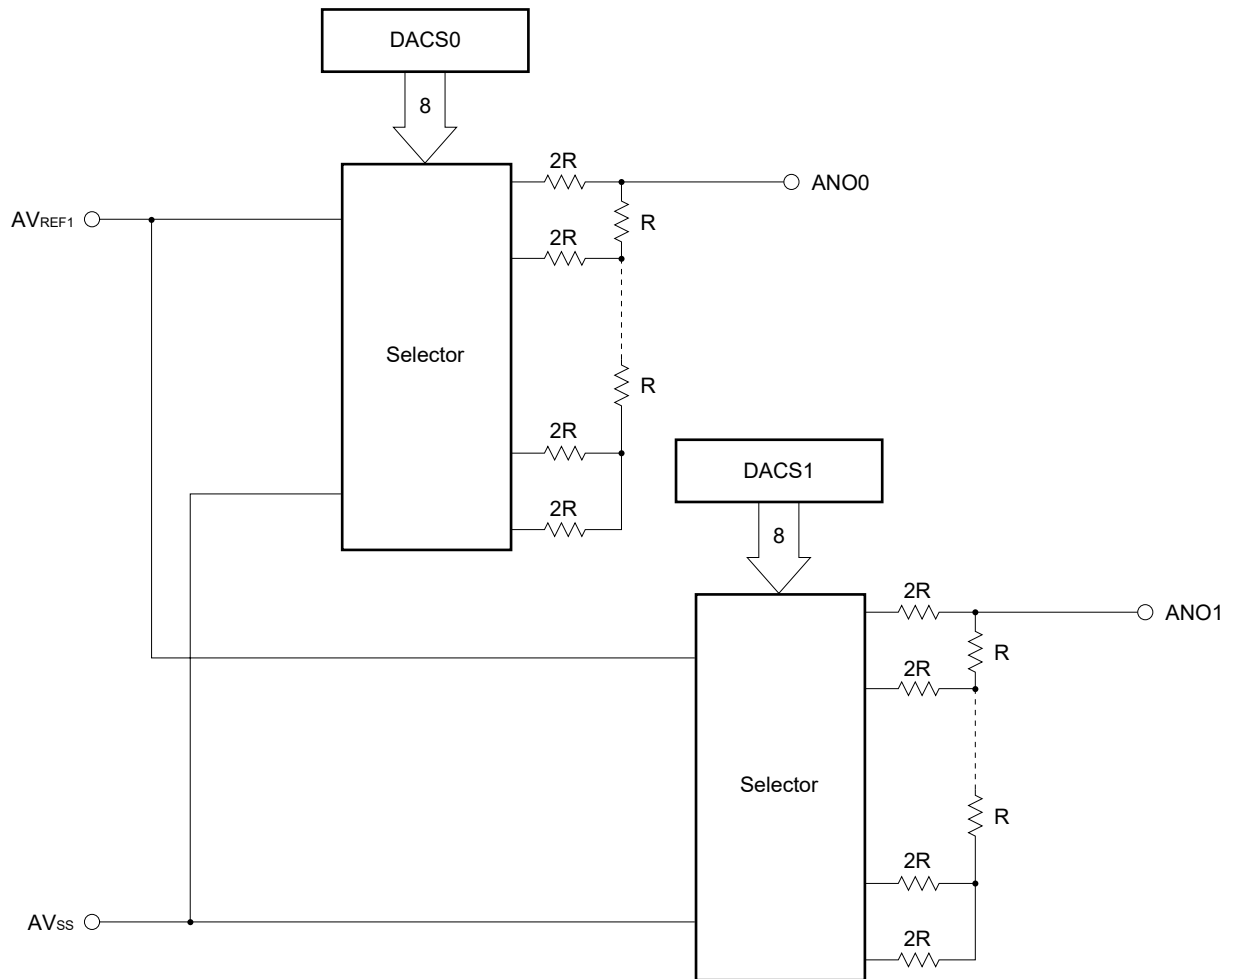 DACS0
8
2R
ANO0
AVREF1
R
2R
Selector
R
2R
DACS1
2R
8
2R
ANO1
R
2R
Selector
R
2R
AVSS
2R